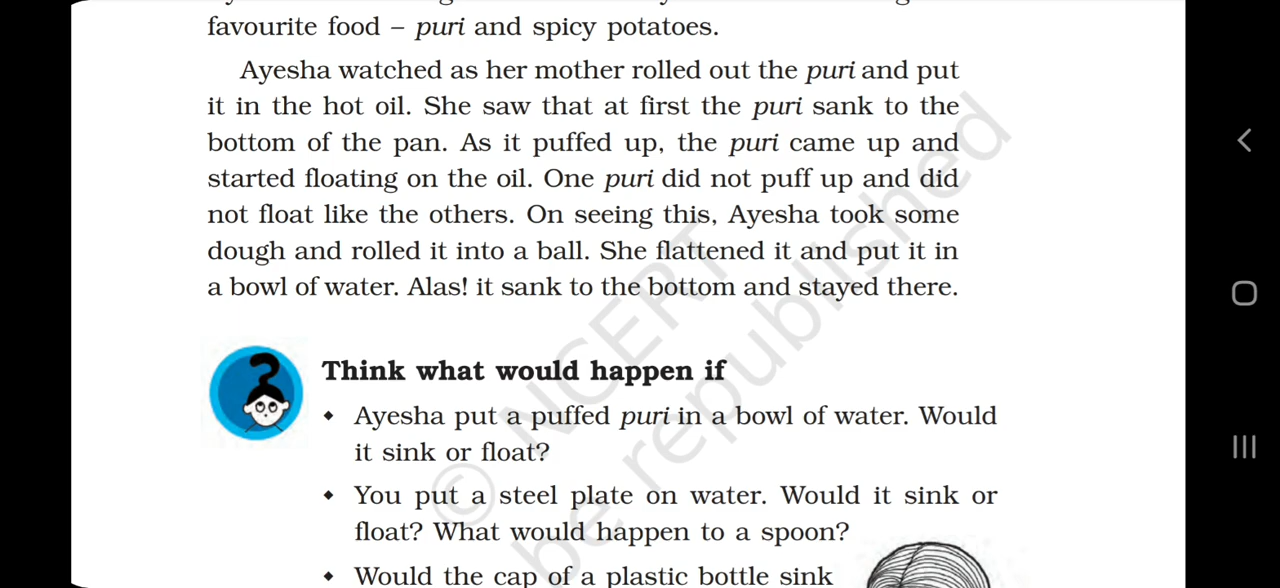 favourite food – puri and spicy potatoes.
Ayesha watched as her mother rolled out the puri and put
it in the hot oil. She saw that at first the puri sank to the
bottom of the pan. As it puffed up, the puri came up and
started floating on the oil. One puri did not puff up and did
not float like the others. On seeing this, Ayesha took some
dough and rolled it into a ball. She flattened it and put it in
a bowl of water. Alas! it sank to the bottom and stayed there.
Think what would happen if
♦ Ayesha put a puffed puri in a bowl of water. Would
it sink or float?
♦ You put a steel plate on water. Would it sink or
float? What would happen to a spoon?
♦ Would the cap of a plastic bottle sink
© NCERT
be republished